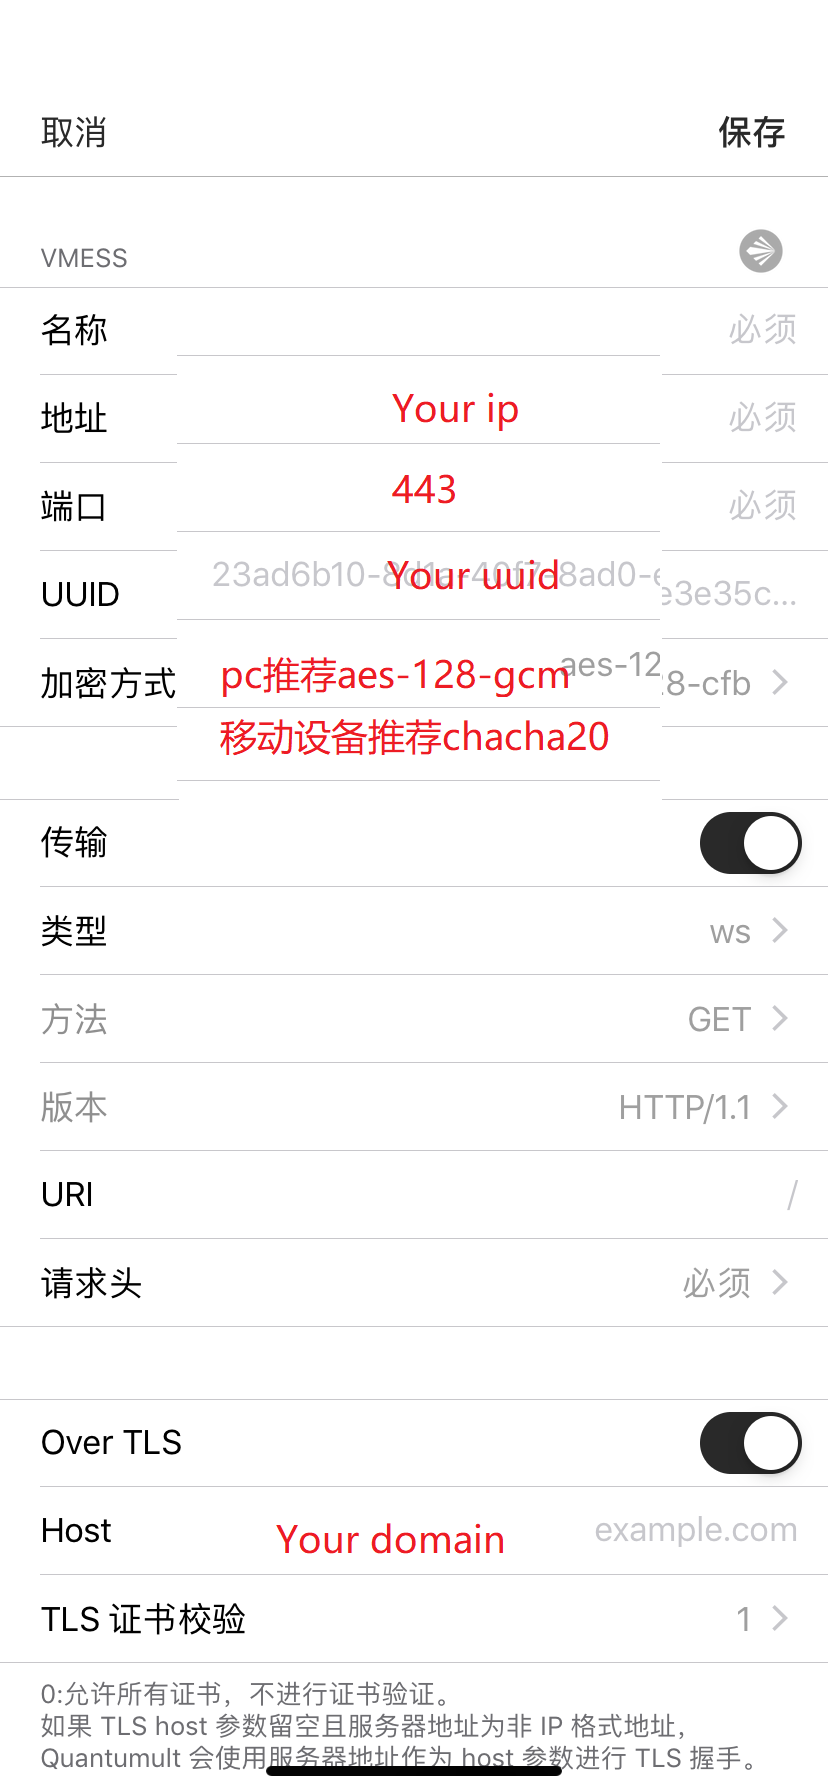 取消 保存
VMESS
名称 必须
地址 Your ip 必须
端口 443 必须
UUID 23ad6b10-8d1a-40f7-8ad0-e Your uuid e3e35c...
加密方式 pc推荐aes-128-gcm aes-12 8-cfb
移动设备推荐chacha20
传输
类型 ws
方法 GET
版本 HTTP/1.1
URI /
请求头 必须
Over TLS
Host Your domain example.com
TLS 证书校验 1
0:允许所有证书，不进行证书验证。
如果 TLS host 参数留空且服务器地址为非 IP 格式地址，
Quantumult 会使用服务器地址作为 host 参数进行 TLS 握手。